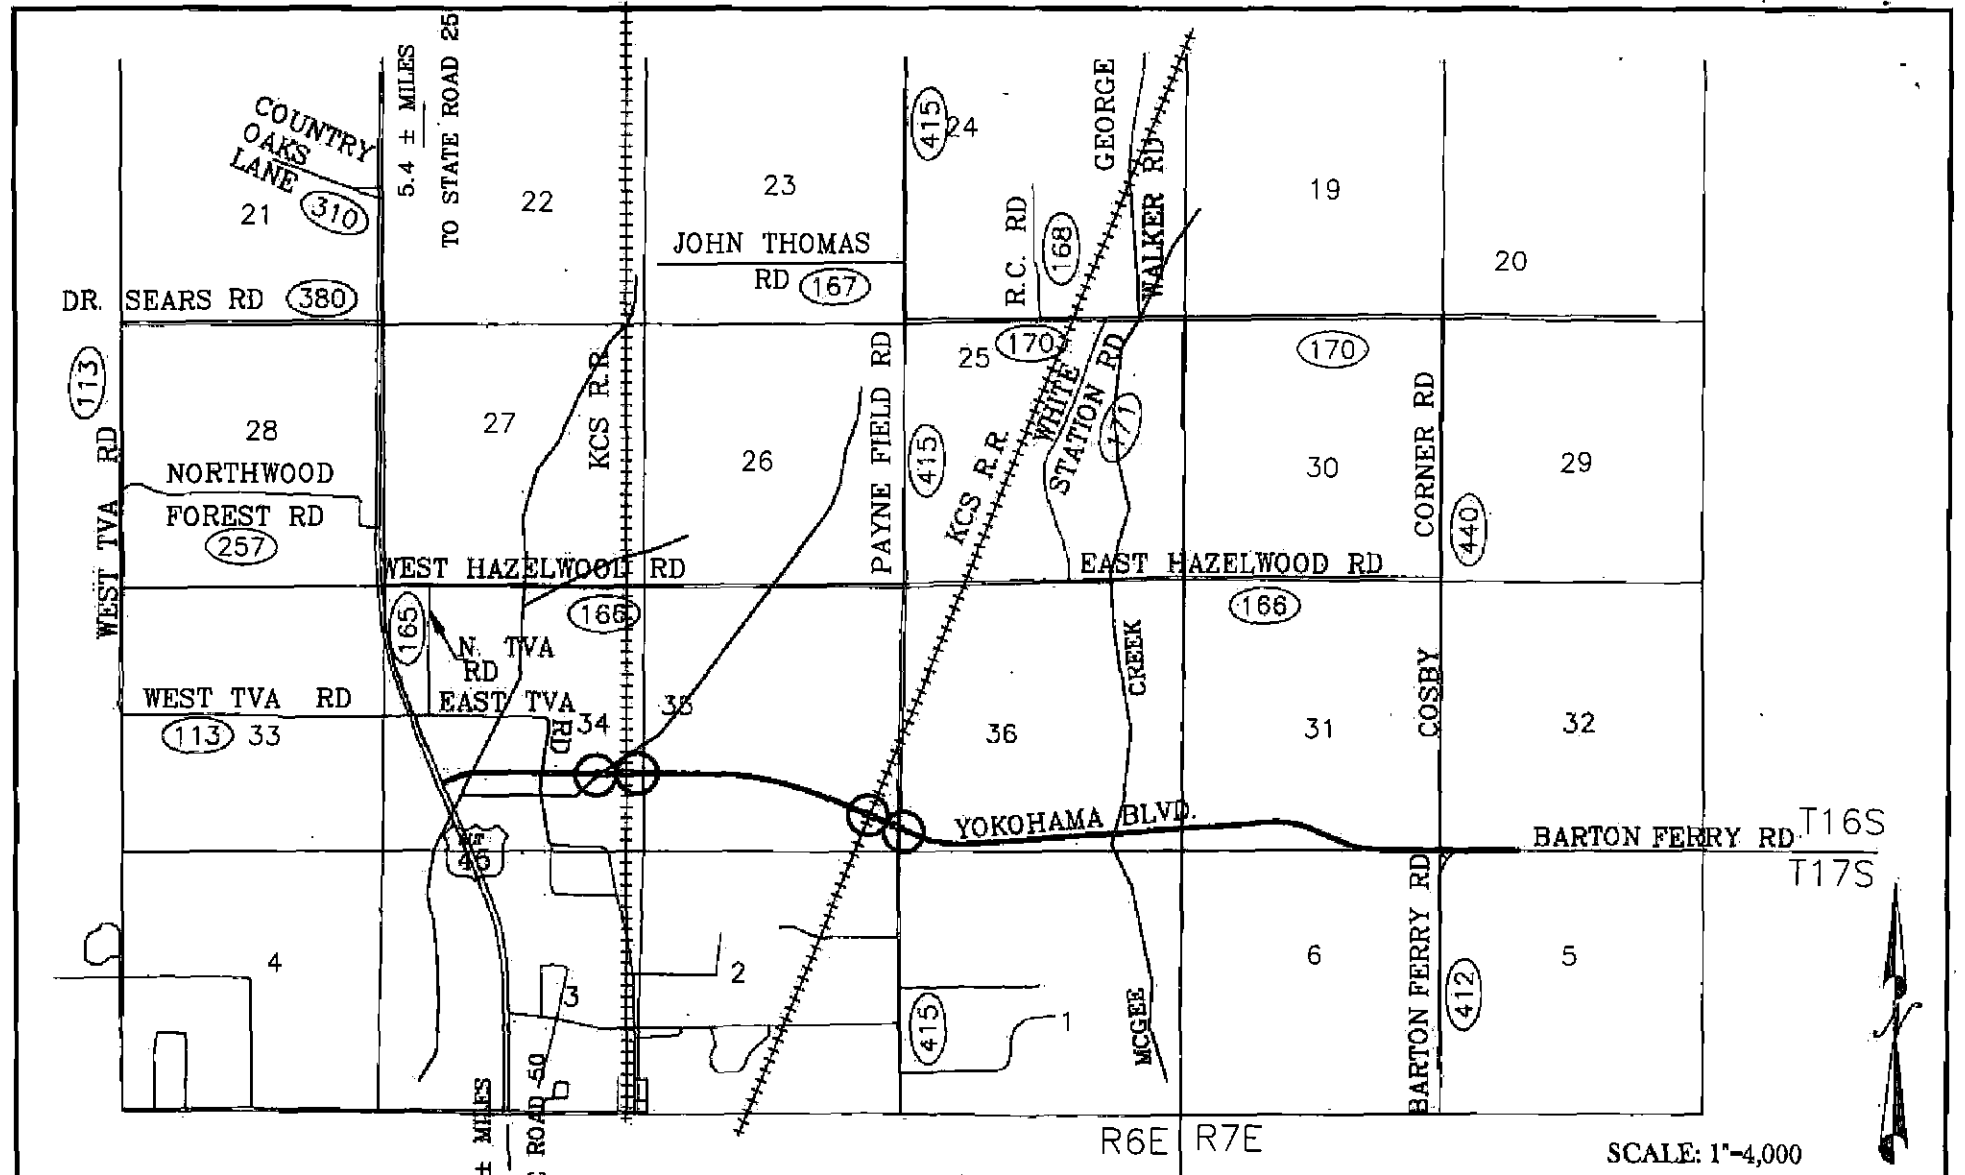 COUNTRY
OAKS
LANE
310
5.4 ± MILES
TO STATE ROAD 25
21
22
23
415
24
GEORGE
WALKER RD
19
20
JOHN THOMAS
RD 167
R.C. RD
168
DR. SEARS RD 380
113
WEST TVA RD
28
27
KCS R.R.
26
PAYNE FIELD RD
415
25
170
170
WHITE
STATION RD
171
KCS R.R.
30
CORNER RD
29
440
NORTHWOOD
FOREST RD
257
WEST HAZELWOOD RD
166
EAST HAZELWOOD RD
166
165
N. TVA
RD
WEST TVA RD
EAST TVA
RD
113 33
34
35
36
CREEK
31
COSBY
32
45
YOKOHAMA BLVD.
BARTON FERRY RD
T16S
T17S
4
3
2
415
1
MCGEE
6
BARTON FERRY RD
412
5
± MILES
ROAD 50
R6E R7E
SCALE: 1"-4,000
N